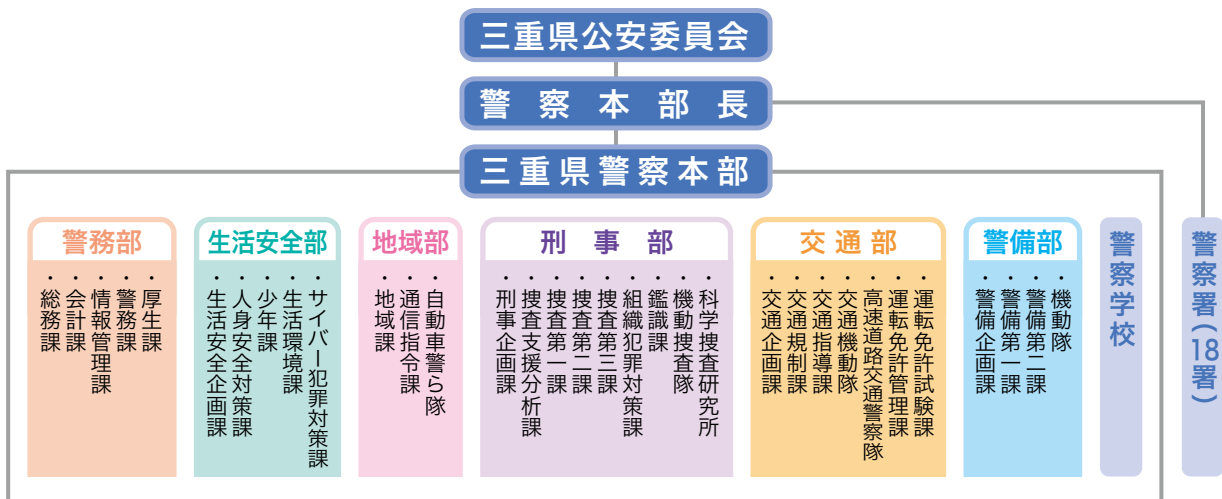 三重県公安委員会
警察本部長
三重県警察本部
警務部
・総務課
・会計課
・情報管理課
・警務課
・厚生課
生活安全部
・生活安全企画課
・人身安全対策課
・少年課
・生活環境課
・サイバー犯罪対策課
地域部
・地域課
・通信指令課
・自動車警ら隊
刑事部
・刑事企画課
・捜査支援分析課
・捜査第一課
・捜査第二課
・捜査第三課
・組織犯罪対策課
・鑑識課
・機動捜査隊
・科学捜査研究所
交通部
・交通企画課
・交通規制課
・交通指導課
・交通機動隊
・高速道路交通警察隊
・運転免許管理課
・運転免許試験課
警備部
・警備企画課
・警備第一課
・警備第二課
・機動隊
警察学校
警察署(18署)